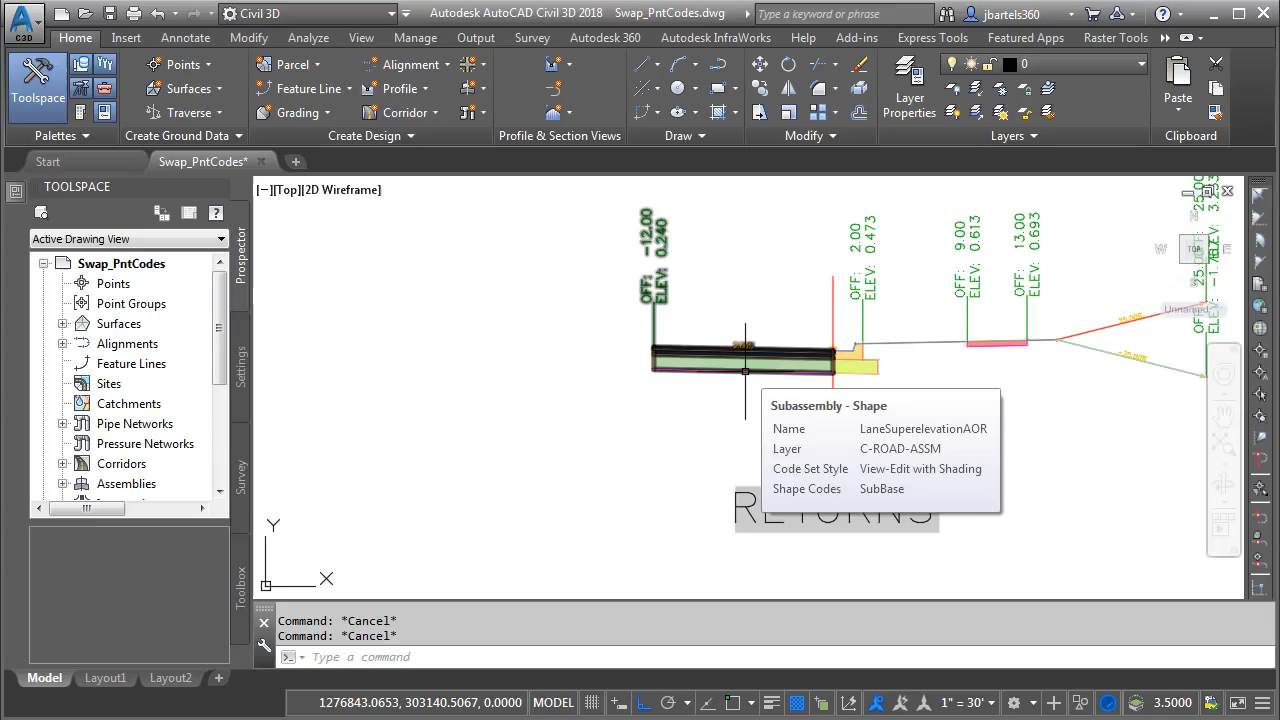 Civil 3D
Autodesk AutoCAD Civil 3D 2018 Swap_PntCodes.dwg
Type a keyword or phrase
jbartels360
C3D
Home Insert Annotate Modify Analyze View Manage Output Survey Autodesk 360 Autodesk InfraWorks Help Add-ins Express Tools Featured Apps Raster Tools
Toolspace
Palettes
Points
Surfaces
Traverse
Create Ground Data
Parcel
Feature Line
Grading
Alignment
Profile
Corridor
Create Design
Profile & Section Views
Draw
Modify
Layer
Properties
0
Layers
Paste
Clipboard
Start
Swap_PntCodes*
TOOLSPACE
Active Drawing View
Swap_PntCodes
Points
Point Groups
Surfaces
Alignments
Feature Lines
Sites
Catchments
Pipe Networks
Pressure Networks
Corridors
Assemblies
Prospector
Settings
Survey
Toolbox
[−][Top][2D Wireframe]
OFF: −12.00
ELEV: 0.240
OFF: 2.00
ELEV: 0.473
OFF: 9.00
ELEV: 0.613
OFF: 13.00
ELEV: 0.693
W
TOP
E
Unnamed
25.00%
Subassembly - Shape
Name LaneSuperelevationAOR
Layer C-ROAD-ASSM
Code Set Style View-Edit with Shading
Shape Codes SubBase
RETURNS
Y
X
Command: *Cancel*
Command: *Cancel*
Type a command
Model Layout1 Layout2
1276843.0653, 303140.5067, 0.0000 MODEL
1" = 30'
3.5000